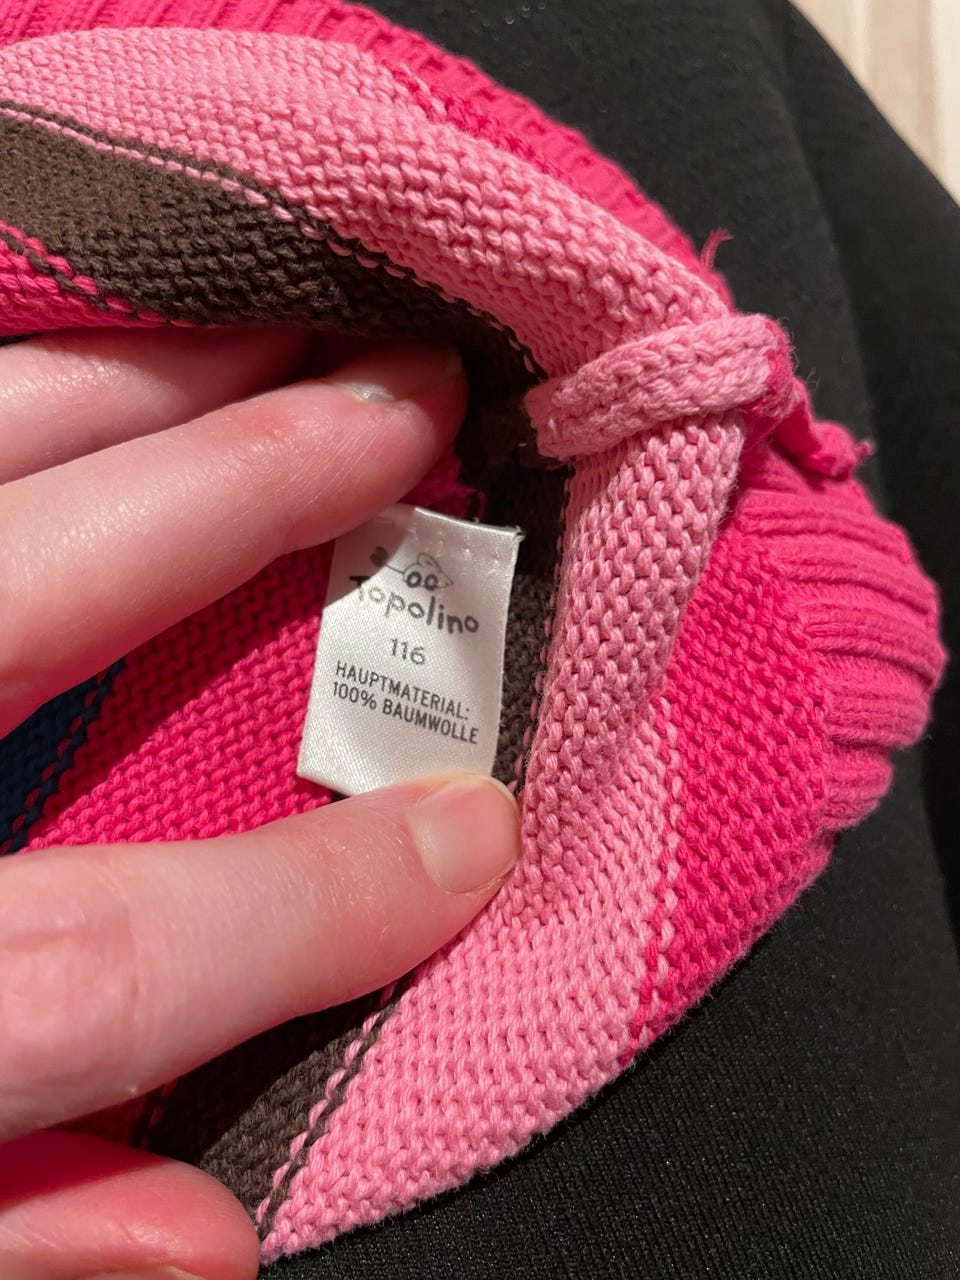 Topolino
116
HAUPTMATERIAL:
100% BAUMWOLLE